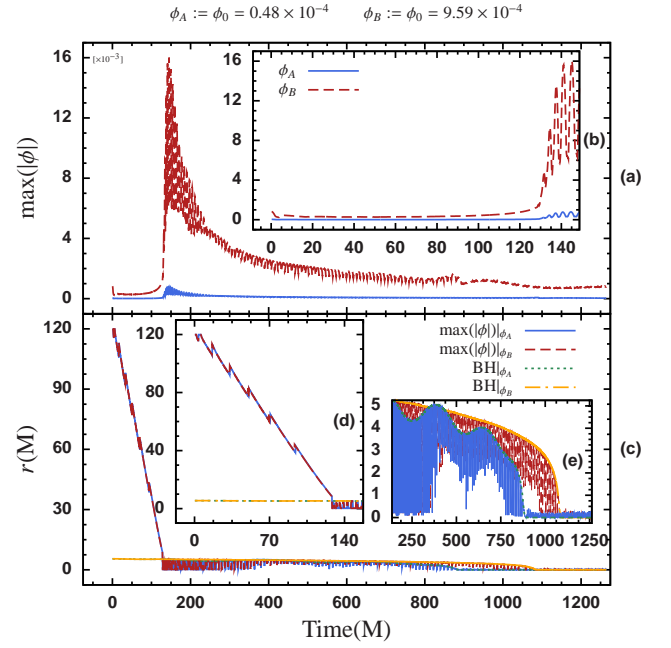 ϕ_A := ϕ_0 = 0.48 × 10⁻⁴ ϕ_B := ϕ_0 = 9.59 × 10⁻⁴
[×10⁻³]
max(|ϕ|)
16
12
8
4
0
(a)
ϕ_A
ϕ_B
16
12
8
4
0
(b)
0 20 40 60 80 100 120 140
r(M)
120
90
60
30
0
(c)
max(|ϕ|)|ϕ_A
max(|ϕ|)|ϕ_B
BH|ϕ_A
BH|ϕ_B
120
80
40
0
(d)
0 70 140
5
4
3
2
1
0
(e)
250 500 750 1000 1250
0 200 400 600 800 1000 1200
Time(M)